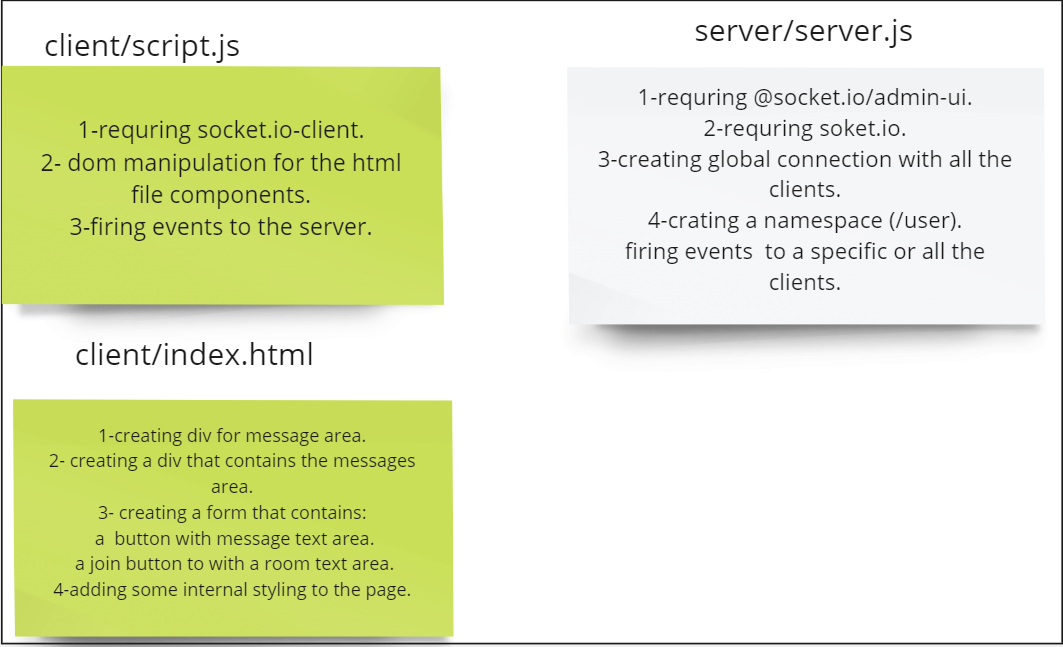 client/script.js
1-requring socket.io-client.
2- dom manipulation for the html
file components.
3-firing events to the server.
server/server.js
1-requring @socket.io/admin-ui.
2-requring soket.io.
3-creating global connection with all the
clients.
4-crating a namespace (/user).
firing events  to a specific or all the
clients.
client/index.html
1-creating div for message area.
2- creating a div that contains the messages
area.
3- creating a form that contains:
a  button with message text area.
a join button to with a room text area.
4-adding some internal styling to the page.